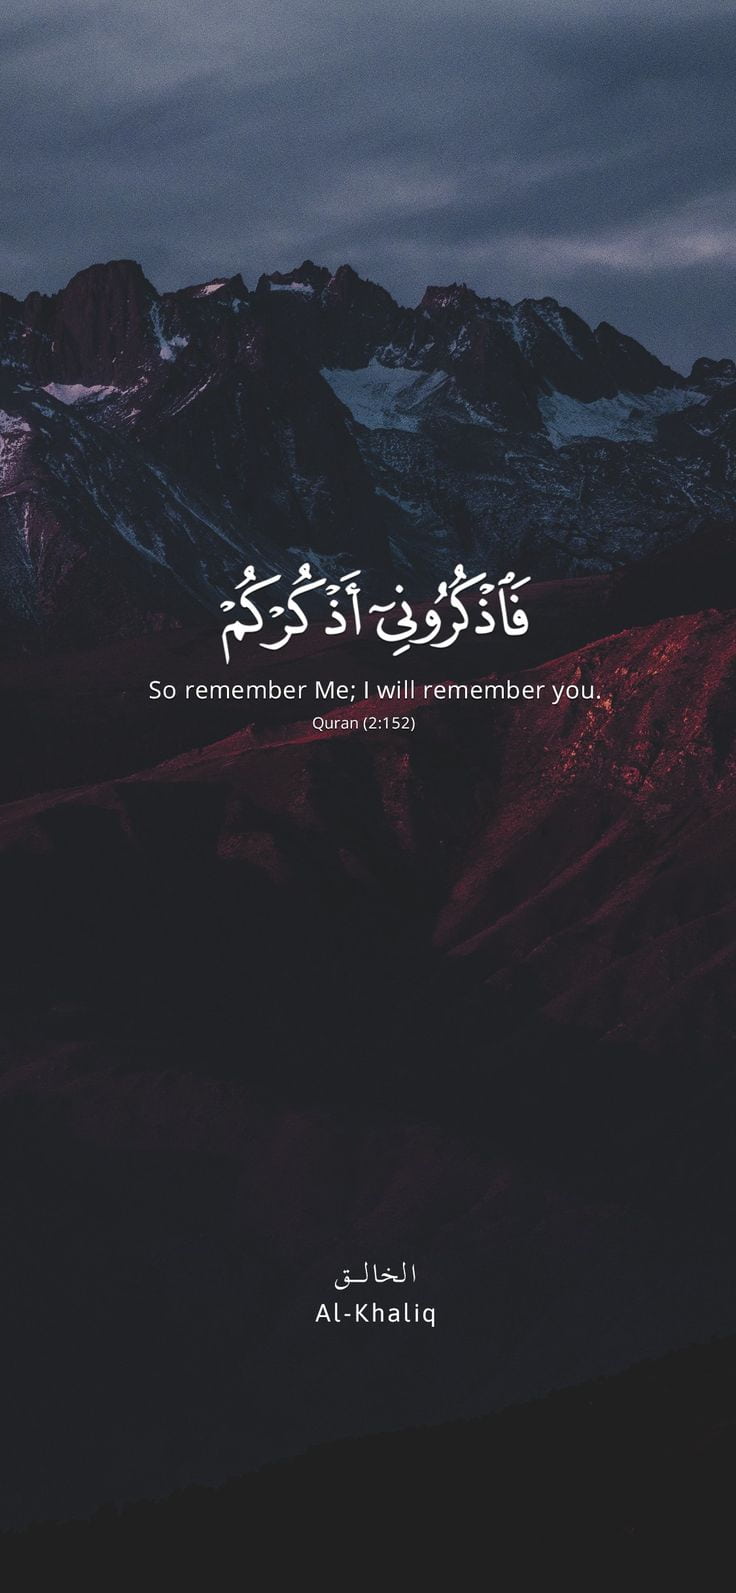 فَٱذْكُرُونِىٓ أَذْكُرْكُمْ
So remember Me; I will remember you.
Quran (2:152)
الخالـق
Al-Khaliq